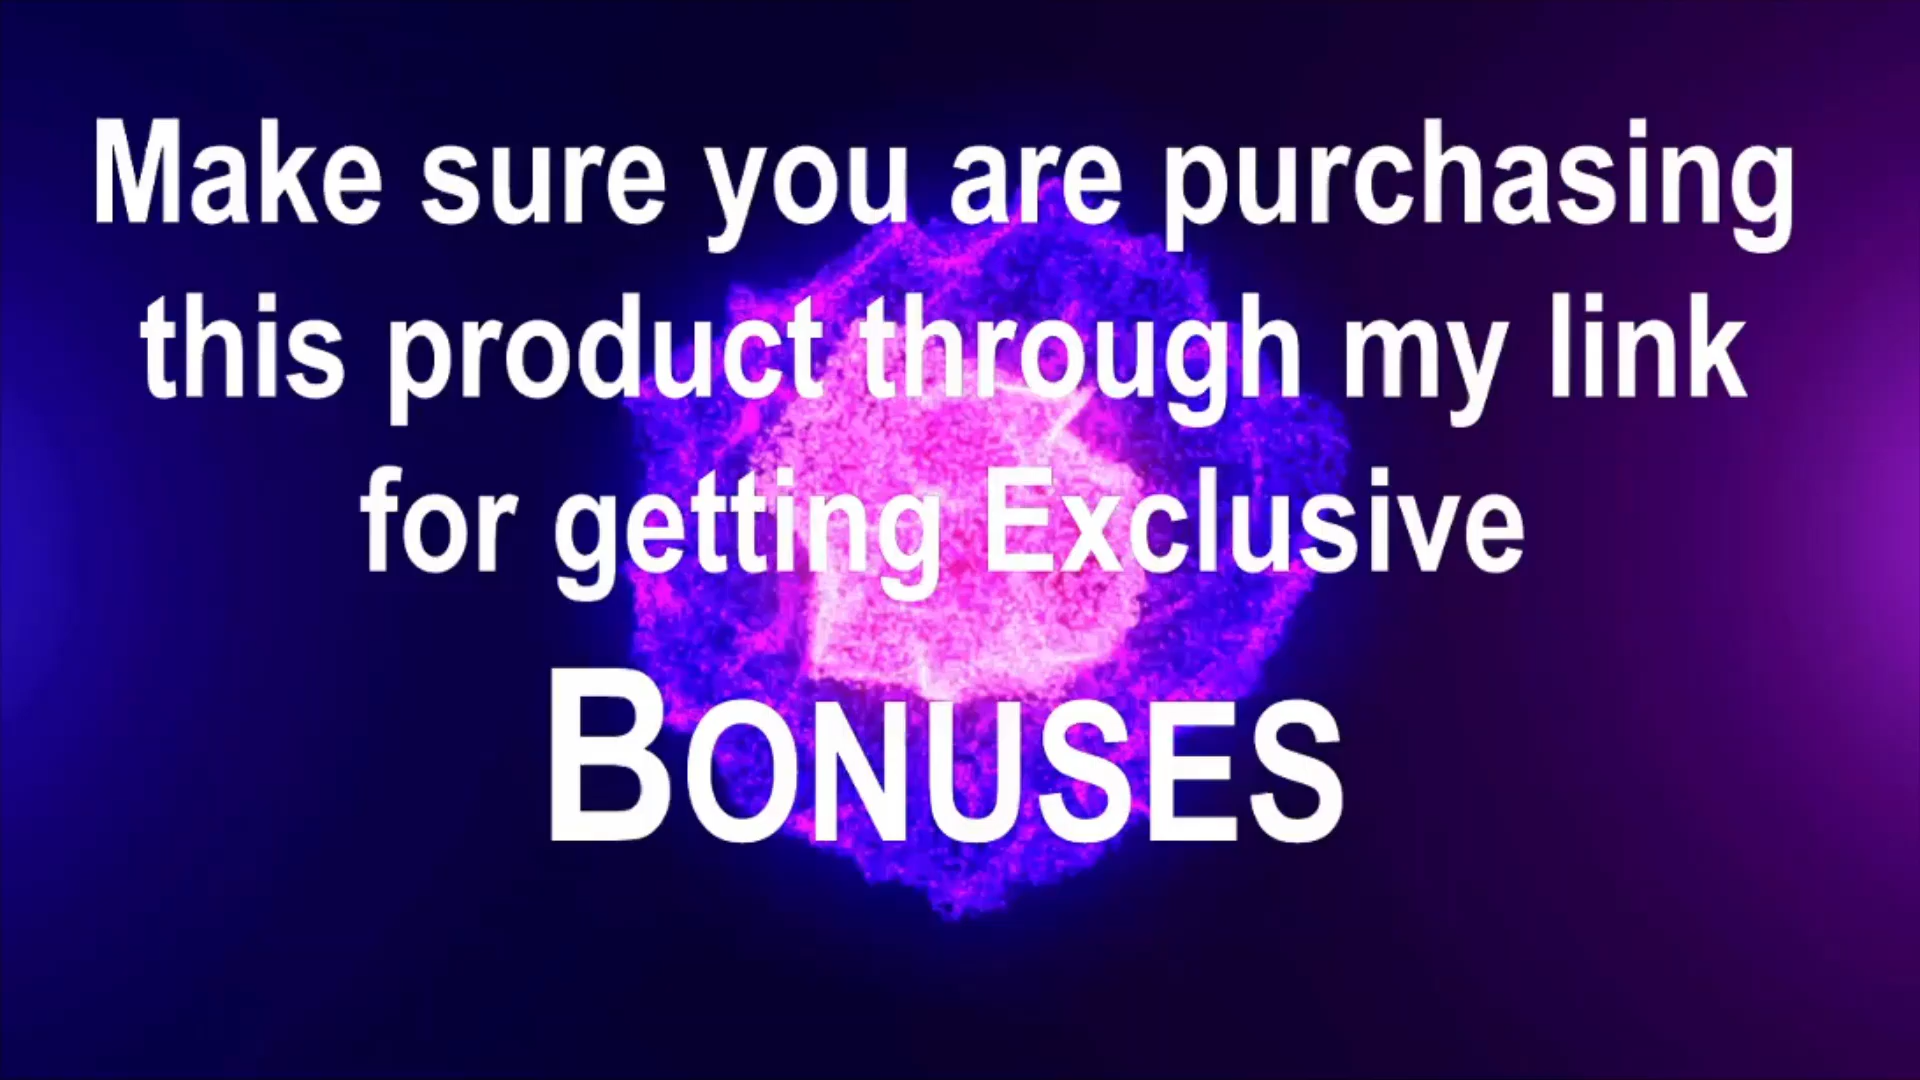 Make sure you are purchasing
this product through my link
for getting Exclusive
BONUSES